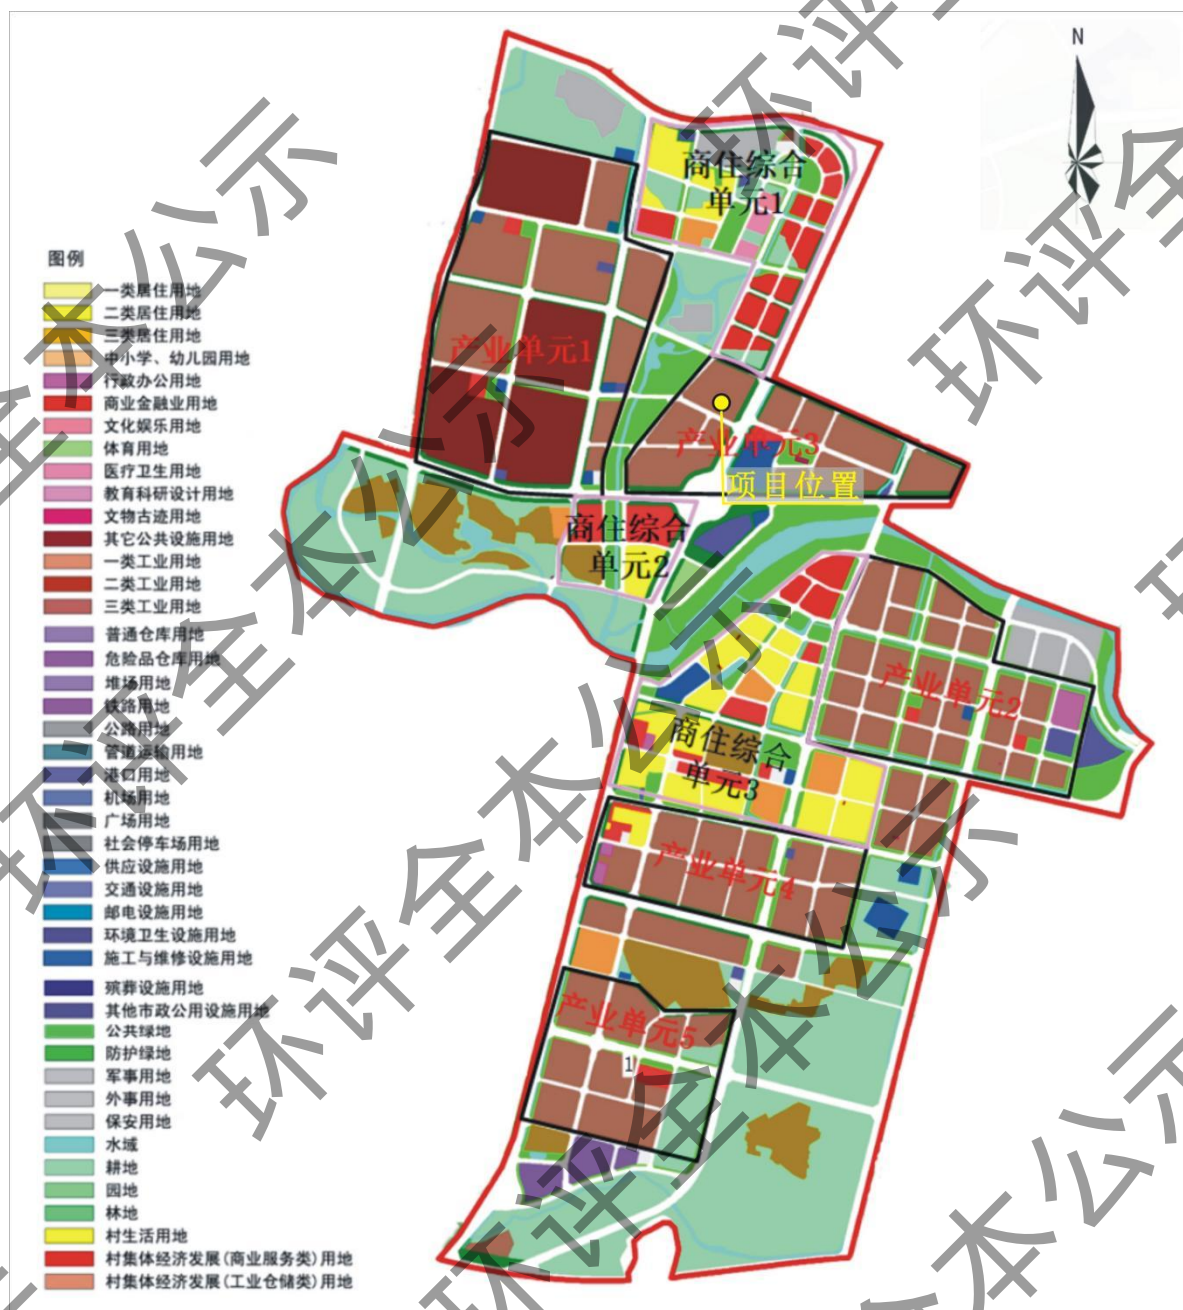 N
商住综合
单元1
图例
一类居住用地
二类居住用地
三类居住用地
中小学、幼儿园用地
行政办公用地
商业金融业用地
文化娱乐用地
体育用地
医疗卫生用地
教育科研设计用地
文物古迹用地
其它公共设施用地
一类工业用地
二类工业用地
三类工业用地
普通仓库用地
危险品仓库用地
堆场用地
铁路用地
公路用地
管道运输用地
港口用地
机场用地
广场用地
社会停车场用地
供应设施用地
交通设施用地
邮电设施用地
环境卫生设施用地
施工与维修设施用地
殡葬设施用地
其他市政公用设施用地
公共绿地
防护绿地
军事用地
外事用地
保安用地
水域
耕地
园地
林地
村生活用地
村集体经济发展(商业服务类)用地
村集体经济发展(工业仓储类)用地
产业单元1
产业单元3
项目位置
商住综合
单元2
产业单元2
商住综合
单元3
产业单元4
产业单元5
1
环评全本公示
环评全本公示
环评全本公示